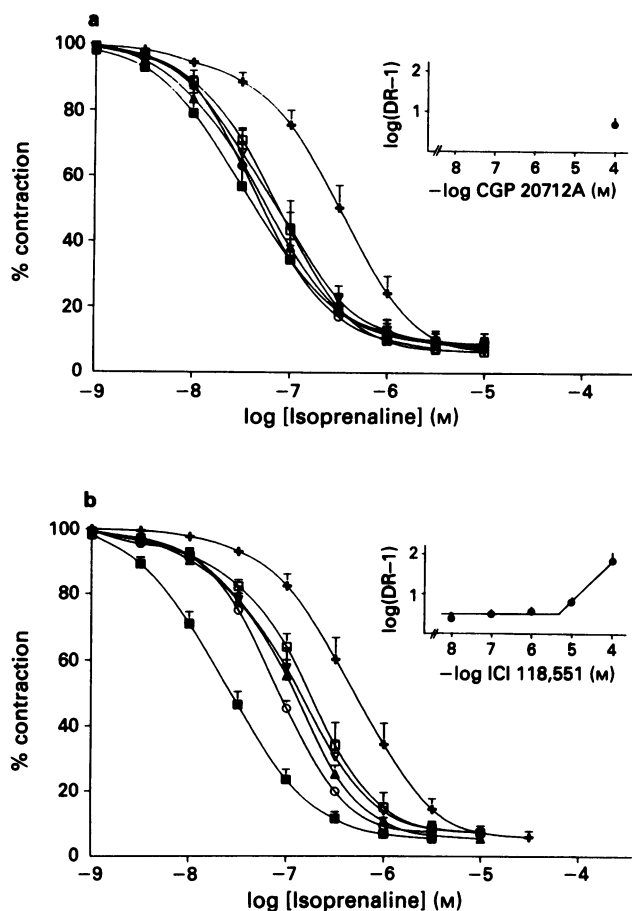 a
100
80
60
40
20
0
% contraction
−9 −8 −7 −6 −5 −4
log [Isoprenaline] (M)
log(DR−1)
2
1
8 7 6 5 4
−log CGP 20712A (M)
b
100
80
60
40
20
0
% contraction
−9 −8 −7 −6 −5 −4
log [Isoprenaline] (M)
log(DR−1)
2
1
8 7 6 5 4
−log ICI 118,551 (M)